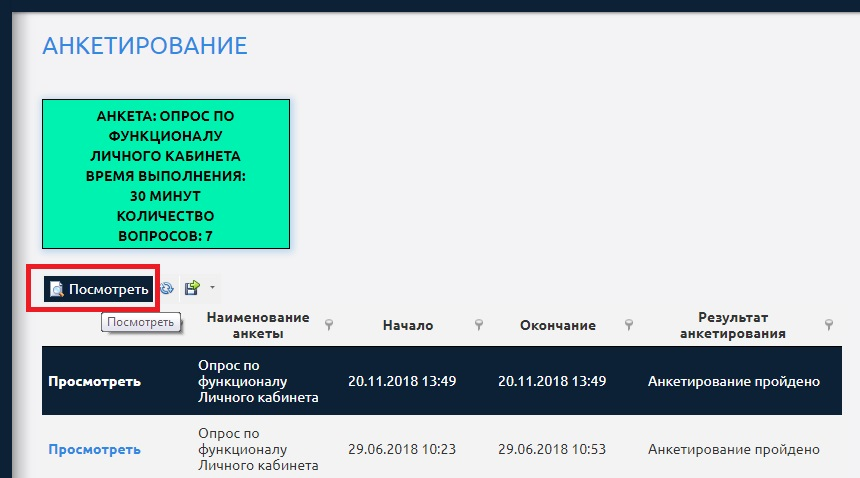 АНКЕТИРОВАНИЕ
АНКЕТА: ОПРОС ПО
ФУНКЦИОНАЛУ
ЛИЧНОГО КАБИНЕТА
ВРЕМЯ ВЫПОЛНЕНИЯ:
30 МИНУТ
КОЛИЧЕСТВО
ВОПРОСОВ: 7
Посмотреть
Посмотреть
Наименование
анкеты
Начало
Окончание
Результат
анкетирования
Просмотреть
Опрос по
функционалу
Личного кабинета
20.11.2018 13:49
20.11.2018 13:49
Анкетирование пройдено
Просмотреть
Опрос по
функционалу
Личного кабинета
29.06.2018 10:23
29.06.2018 10:53
Анкетирование пройдено